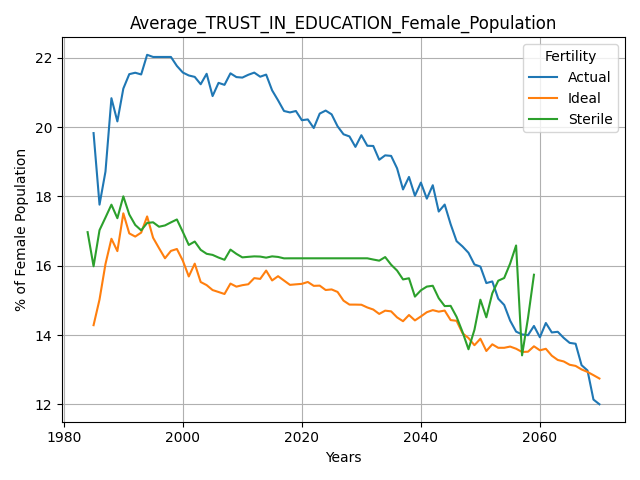 Average_TRUST_IN_EDUCATION_Female_Population
% of Female Population
22
20
18
16
14
12
1980
2000
2020
2040
2060
Years
Fertility
Actual
Ideal
Sterile